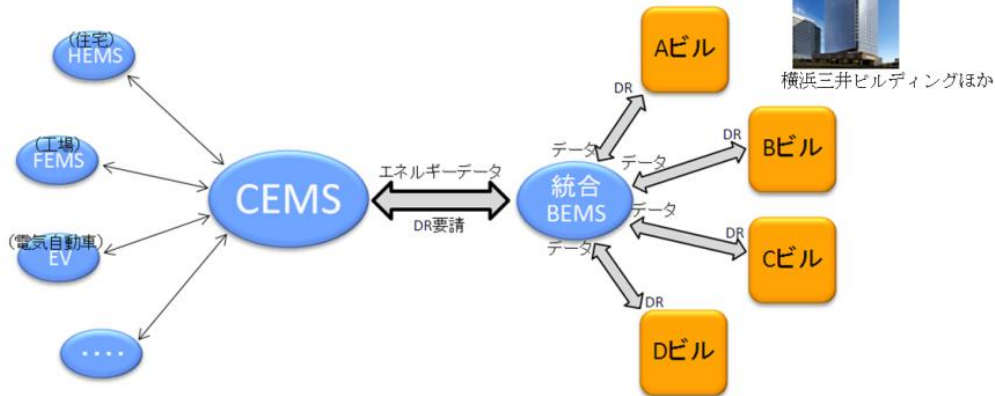 (住宅)
HEMS
(工場)
FEMS
(電気自動車)
EV
‥‥
CEMS
エネルギーデータ
DR要請
統合
BEMS
データ
DR
Aビル
横浜三井ビルディングほか
データ
DR
Bビル
データ
DR
Cビル
データ
DR
Dビル